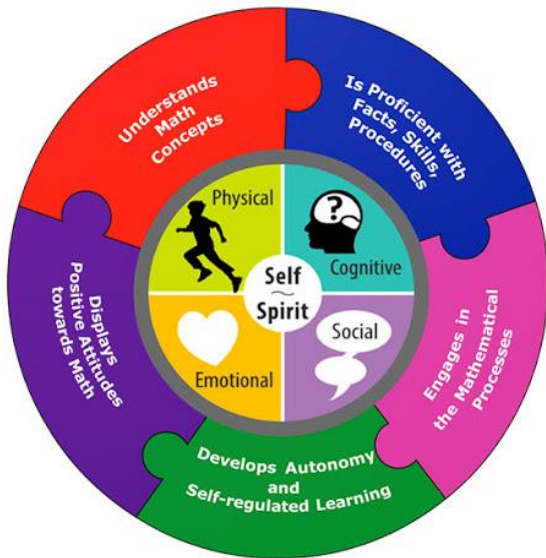 Understands
Math
Concepts
Is Proficient with
Facts, Skills,
Procedures
Engages in
the Mathematical
Processes
Develops Autonomy
and
Self-regulated Learning
Displays
Positive Attitudes
towards Math
Physical
?
Cognitive
Self
~
Spirit
Emotional
Social